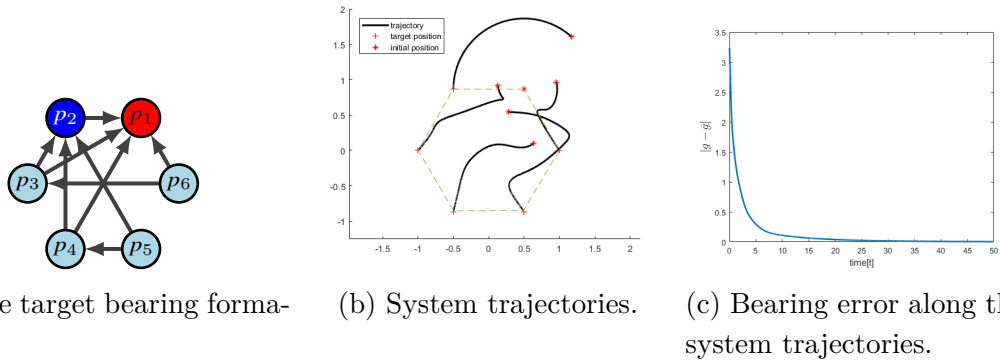 p2
p1
p3
p6
p4
p5
2
1.5
1
0.5
0
-0.5
-1
-1.5
-1
-0.5
0
0.5
1
1.5
2
trajectory
target position
initial position
3.5
3
2.5
2
1.5
1
0.5
0
0
5
10
15
20
25
30
35
40
45
50
time[t]
target bearing forma-
(b) System trajectories.
(c) Bearing error along
system trajectories.